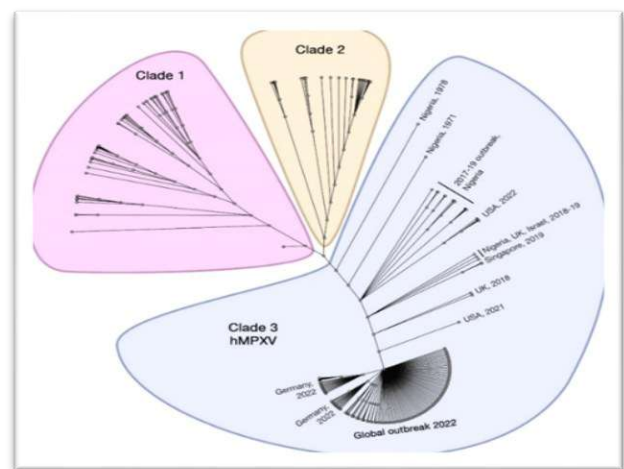 Clade 1
Clade 2
Nigeria, 1978
Nigeria, 1971
2017-19 outbreak,
Nigeria
USA, 2022
Nigeria, UK, Israel, 2018-19
Singapore, 2019
UK, 2018
USA, 2021
Clade 3
hMPXV
Germany,
2022
Germany,
2022
Global outbreak 2022